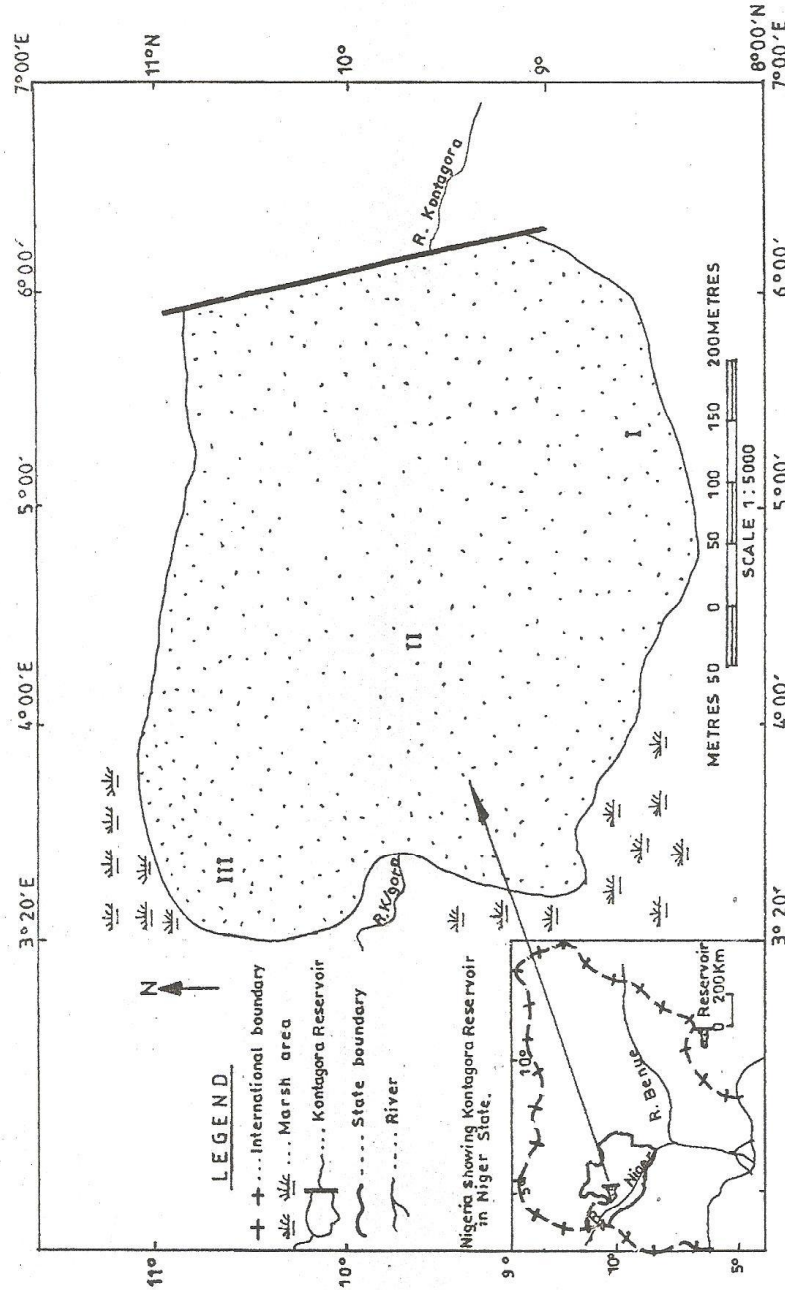 3°20'E
4°00'E
5°00'
6°00'
7°00'E
11°
11°N
10°
10°
9°
9°
8°00'N
3°20'
4°00'E
5°00'
6°00'
7°00'E
N
LEGEND
International boundary
Marsh area
Kontagora Reservoir
State boundary
River
III
II
I
R.K/gora
R. Kontagora
METRES 50 0 50 100 150 200METRES
SCALE 1:5000
Nigeria showing Kontagora Reservoir
in Niger State.
5°
10°
10°
5°
R. Niger
R. Benue
Reservoir
0 200Km